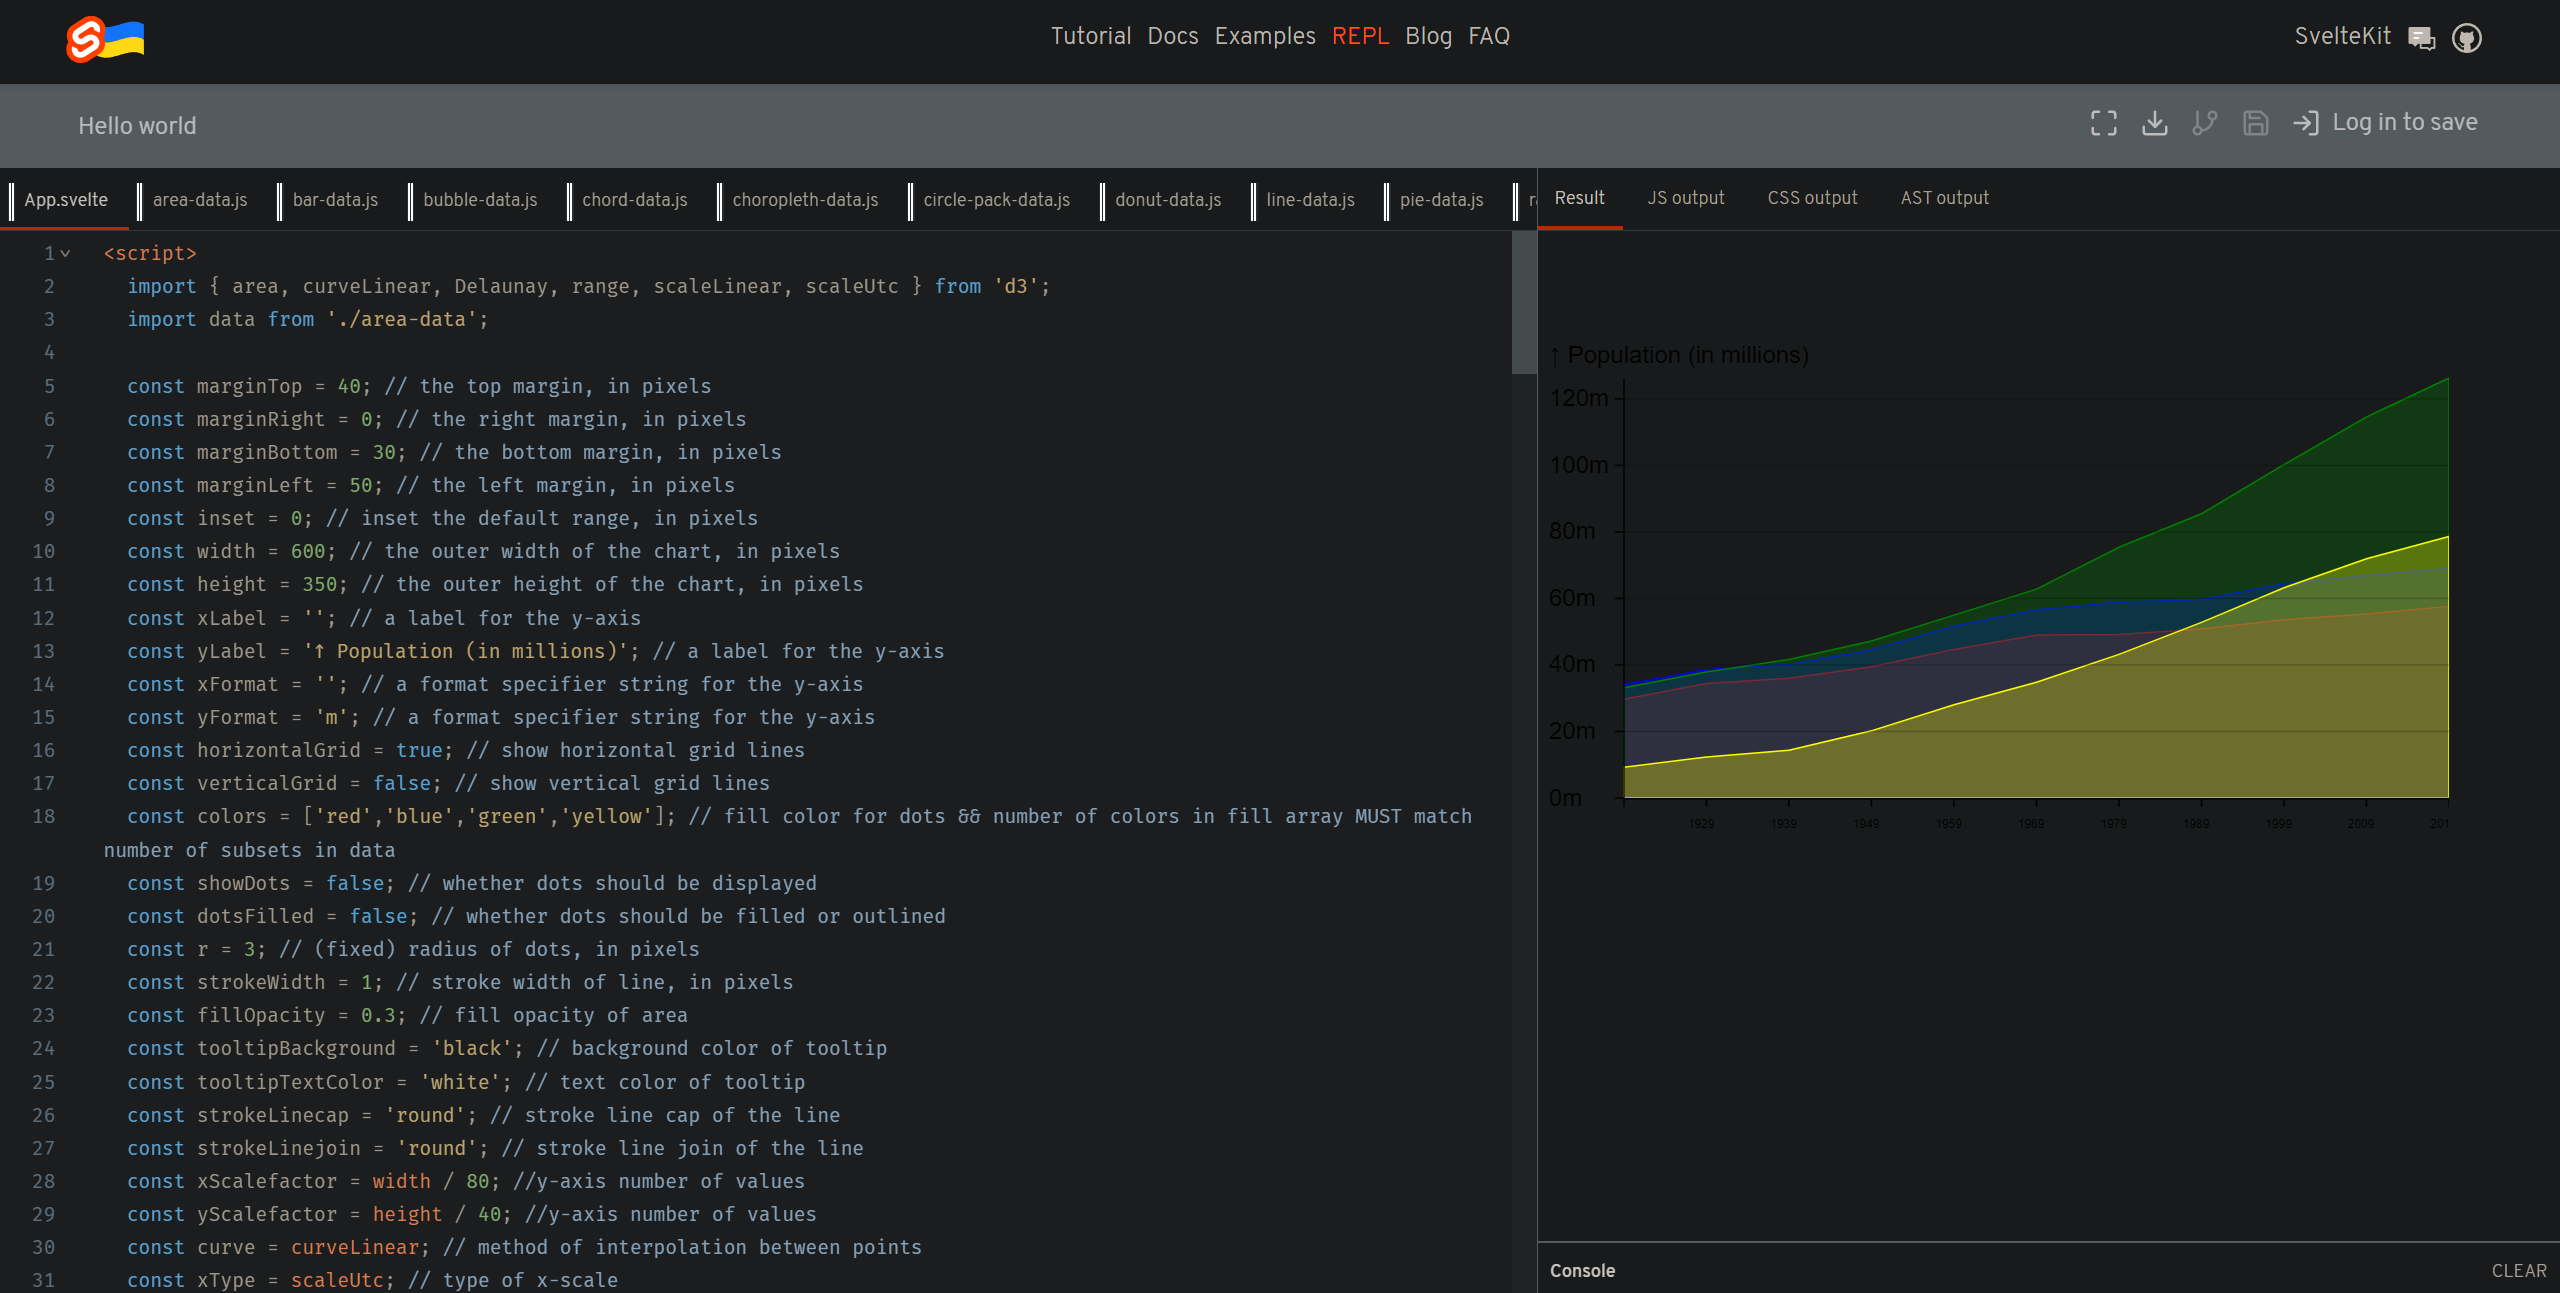 Tutorial Docs Examples REPL Blog FAQ
SvelteKit
Hello world
Log in to save
App.svelte area-data.js bar-data.js bubble-data.js chord-data.js choropleth-data.js circle-pack-data.js donut-data.js line-data.js pie-data.js
Result JS output CSS output AST output
1 <script>
2 import { area, curveLinear, Delaunay, range, scaleLinear, scaleUtc } from 'd3';
3 import data from './area-data';
4
5 const marginTop = 40; // the top margin, in pixels
6 const marginRight = 0; // the right margin, in pixels
7 const marginBottom = 30; // the bottom margin, in pixels
8 const marginLeft = 50; // the left margin, in pixels
9 const inset = 0; // inset the default range, in pixels
10 const width = 600; // the outer width of the chart, in pixels
11 const height = 350; // the outer height of the chart, in pixels
12 const xLabel = ''; // a label for the y-axis
13 const yLabel = '↑ Population (in millions)'; // a label for the y-axis
14 const xFormat = ''; // a format specifier string for the y-axis
15 const yFormat = 'm'; // a format specifier string for the y-axis
16 const horizontalGrid = true; // show horizontal grid lines
17 const verticalGrid = false; // show vertical grid lines
18 const colors = ['red','blue','green','yellow']; // fill color for dots && number of colors in fill array MUST match
number of subsets in data
19 const showDots = false; // whether dots should be displayed
20 const dotsFilled = false; // whether dots should be filled or outlined
21 const r = 3; // (fixed) radius of dots, in pixels
22 const strokeWidth = 1; // stroke width of line, in pixels
23 const fillOpacity = 0.3; // fill opacity of area
24 const tooltipBackground = 'black'; // background color of tooltip
25 const tooltipTextColor = 'white'; // text color of tooltip
26 const strokeLinecap = 'round'; // stroke line cap of the line
27 const strokeLinejoin = 'round'; // stroke line join of the line
28 const xScalefactor = width / 80; //y-axis number of values
29 const yScalefactor = height / 40; //y-axis number of values
30 const curve = curveLinear; // method of interpolation between points
31 const xType = scaleUtc; // type of x-scale
↑ Population (in millions)
120m
100m
80m
60m
40m
20m
0m
1929 1939 1949 1959 1969 1979 1989 1999 2009 201
Console
CLEAR